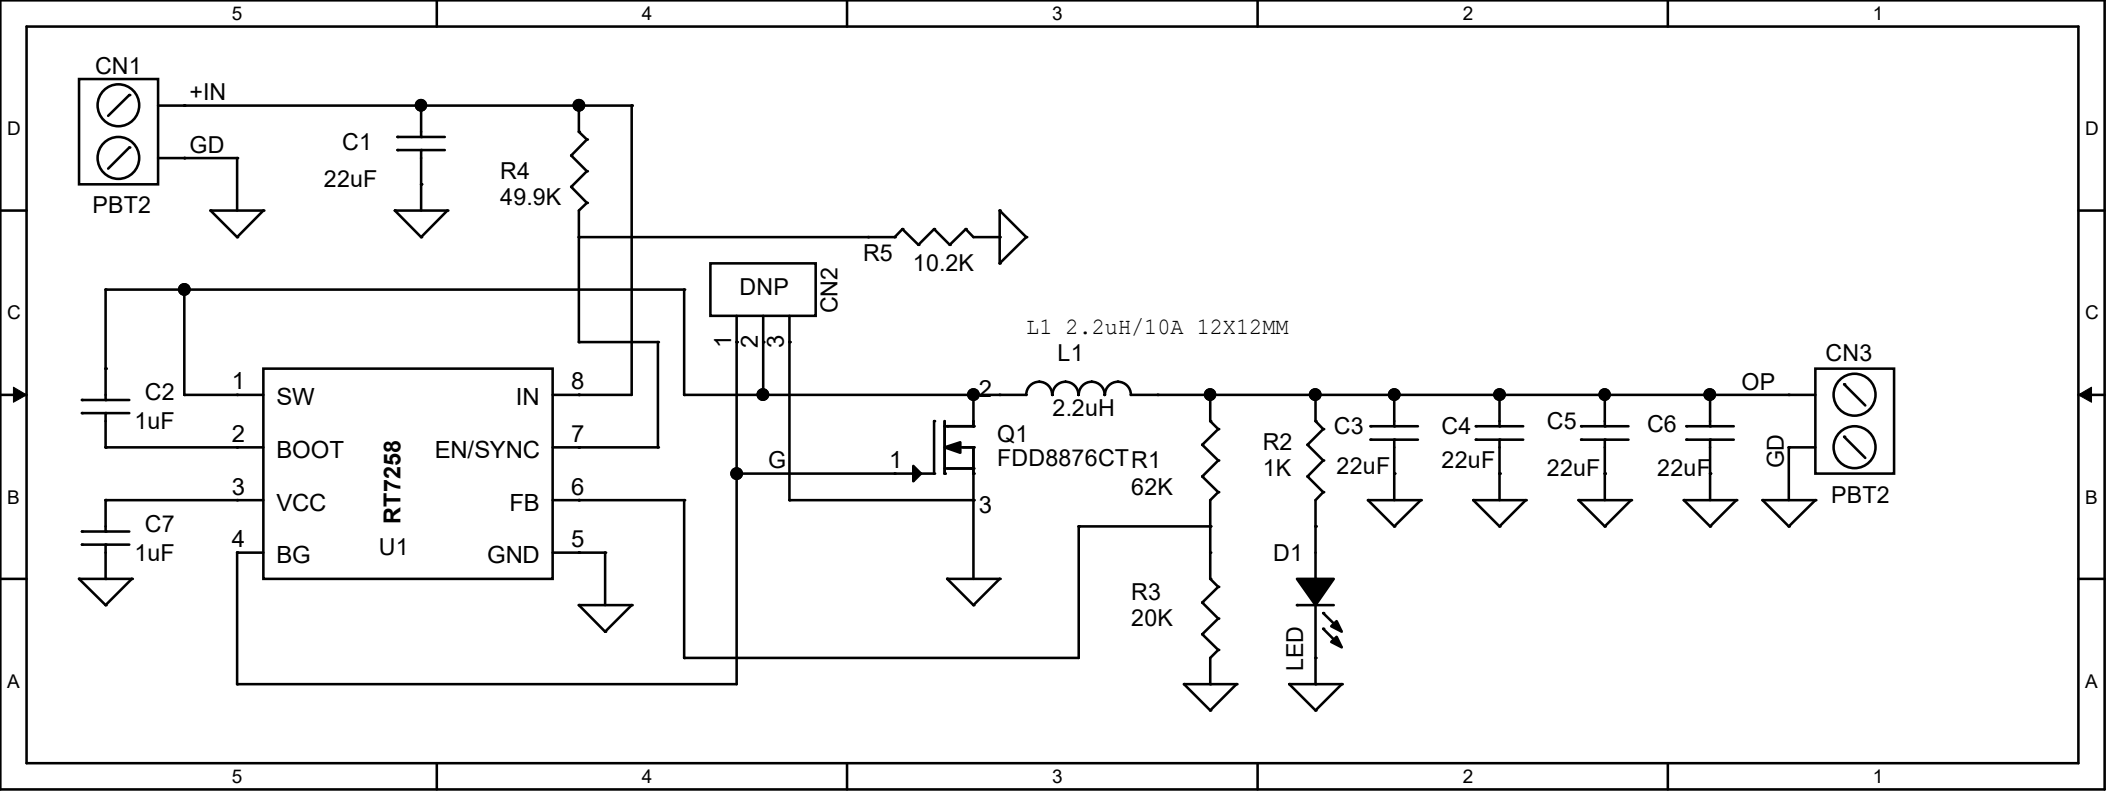 5 4 3 2 1
D
D
CN1
+IN
GD
PBT2
C1
22uF
R4
49.9K
R5
10.2K
DNP
CN2
1
2
3
C
C
L1 2.2uH/10A 12X12MM
L1
2.2uH
2
CN3
OP
GD
PBT2
C2
1uF
1
SW
2
BOOT
3
VCC
4
BG
RT7258
U1
IN
8
EN/SYNC
7
FB
6
GND
5
C7
1uF
G
1
Q1
FDD8876CT
3
R1
62K
R2
1K
C3
22uF
C4
22uF
C5
22uF
C6
22uF
B
B
R3
20K
D1
LED
A
A
5 4 3 2 1